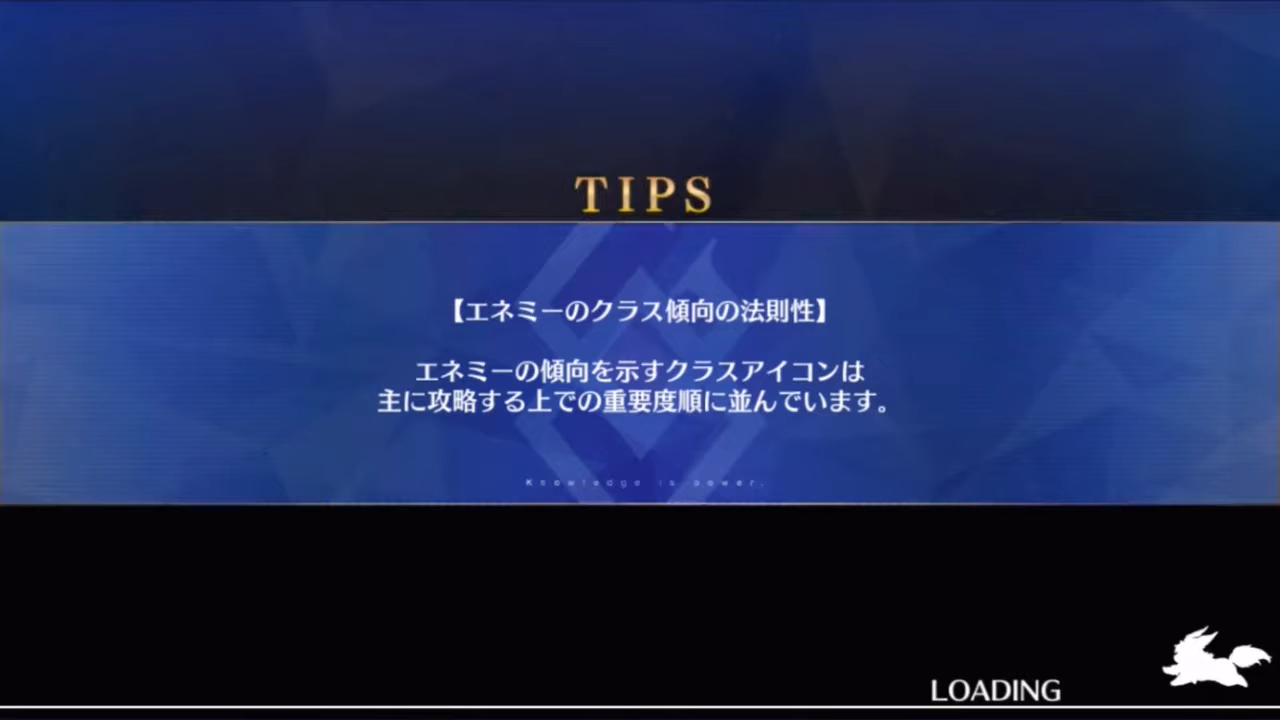 TIPS
【エネミーのクラス傾向の法則性】
エネミーの傾向を示すクラスアイコンは
主に攻略する上での重要度順に並んでいます。
Knowledge is power.
LOADING